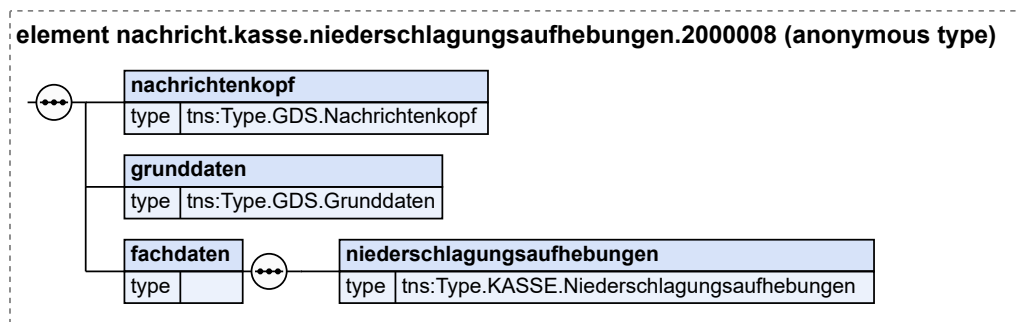 element nachricht.kasse.niederschlagungsaufhebungen.2000008 (anonymous type)
nachrichtenkopf
type tns:Type.GDS.Nachrichtenkopf
grunddaten
type tns:Type.GDS.Grunddaten
fachdaten
type
niederschlagungsaufhebungen
type tns:Type.KASSE.Niederschlagungsaufhebungen